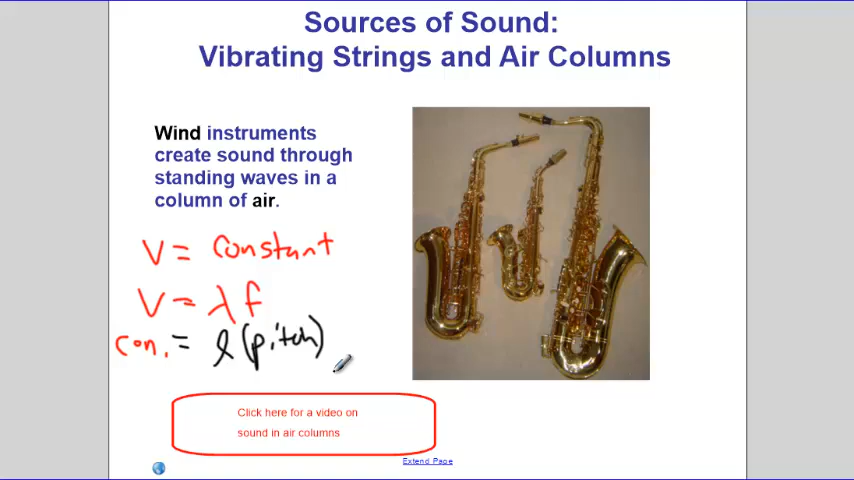 Sources of Sound:
Vibrating Strings and Air Columns
Wind instruments
create sound through
standing waves in a
column of air.
V = constant
V = λ f
con. = l (pitch)
Click here for a video on
sound in air columns
Extend Page